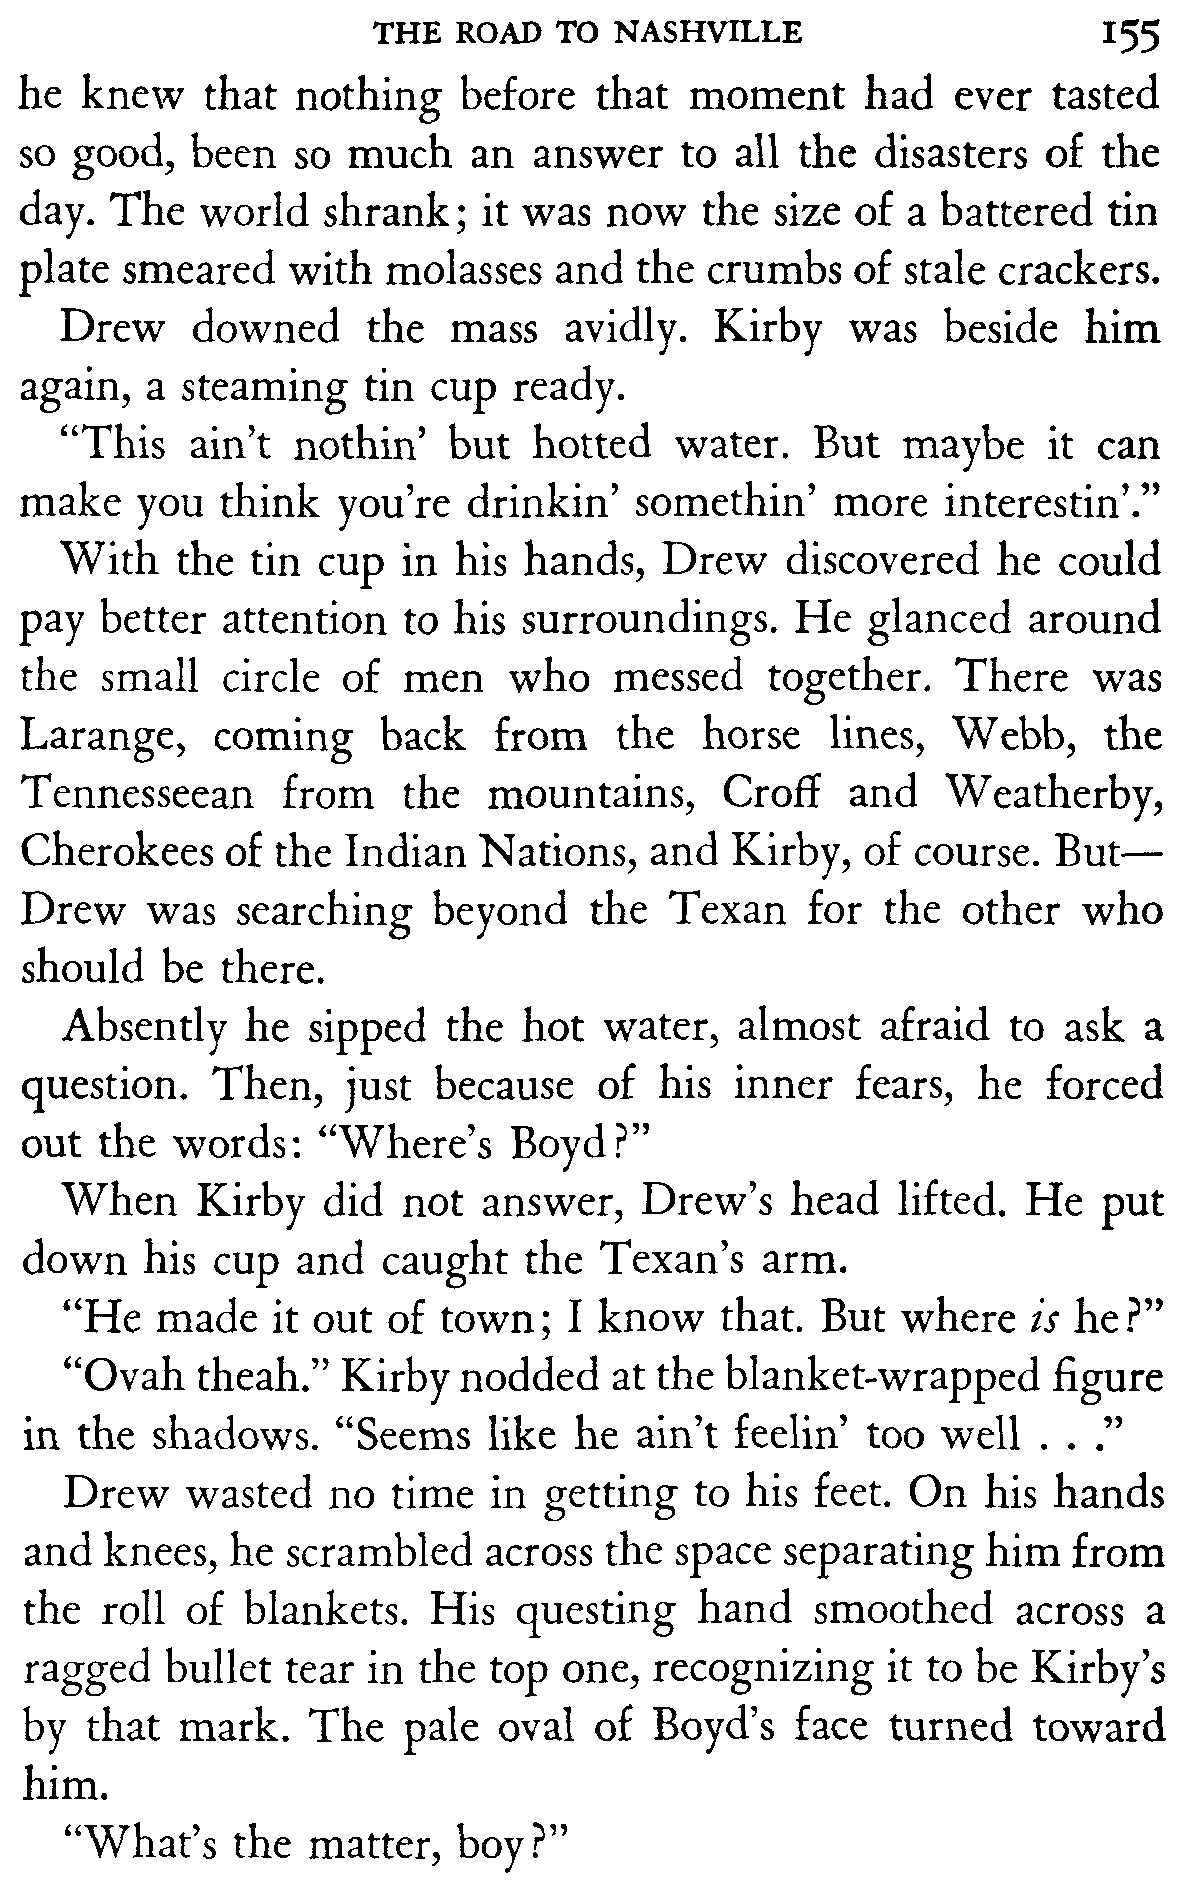 THE ROAD TO NASHVILLE 155
he knew that nothing before that moment had ever tasted
so good, been so much an answer to all the disasters of the
day. The world shrank; it was now the size of a battered tin
plate smeared with molasses and the crumbs of stale crackers.
Drew downed the mass avidly. Kirby was beside him
again, a steaming tin cup ready.
“This ain’t nothin’ but hotted water. But maybe it can
make you think you’re drinkin’ somethin’ more interestin’.”
With the tin cup in his hands, Drew discovered he could
pay better attention to his surroundings. He glanced around
the small circle of men who messed together. There was
Larange, coming back from the horse lines, Webb, the
Tennesseean from the mountains, Croff and Weatherby,
Cherokees of the Indian Nations, and Kirby, of course. But—
Drew was searching beyond the Texan for the other who
should be there.
Absently he sipped the hot water, almost afraid to ask a
question. Then, just because of his inner fears, he forced
out the words: “Where’s Boyd?”
When Kirby did not answer, Drew’s head lifted. He put
down his cup and caught the Texan’s arm.
“He made it out of town; I know that. But where is he?”
“Ovah theah.” Kirby nodded at the blanket-wrapped figure
in the shadows. “Seems like he ain’t feelin’ too well . . .”
Drew wasted no time in getting to his feet. On his hands
and knees, he scrambled across the space separating him from
the roll of blankets. His questing hand smoothed across a
ragged bullet tear in the top one, recognizing it to be Kirby’s
by that mark. The pale oval of Boyd’s face turned toward
him.
“What’s the matter, boy?”